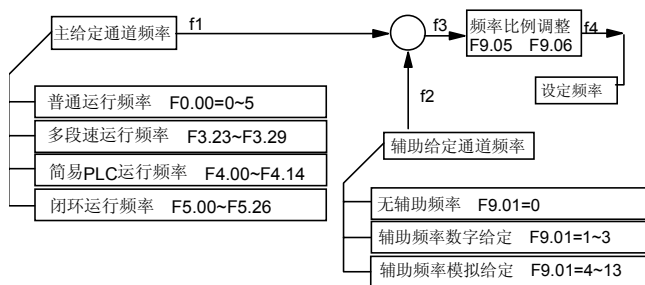 主给定通道频率
f1
f3
频率比例调整
F9.05 F9.06
f4
设定频率
f2
普通运行频率 F0.00=0~5
多段速运行频率 F3.23~F3.29
简易PLC运行频率 F4.00~F4.14
闭环运行频率 F5.00~F5.26
辅助给定通道频率
无辅助频率 F9.01=0
辅助频率数字给定 F9.01=1~3
辅助频率模拟给定 F9.01=4~13